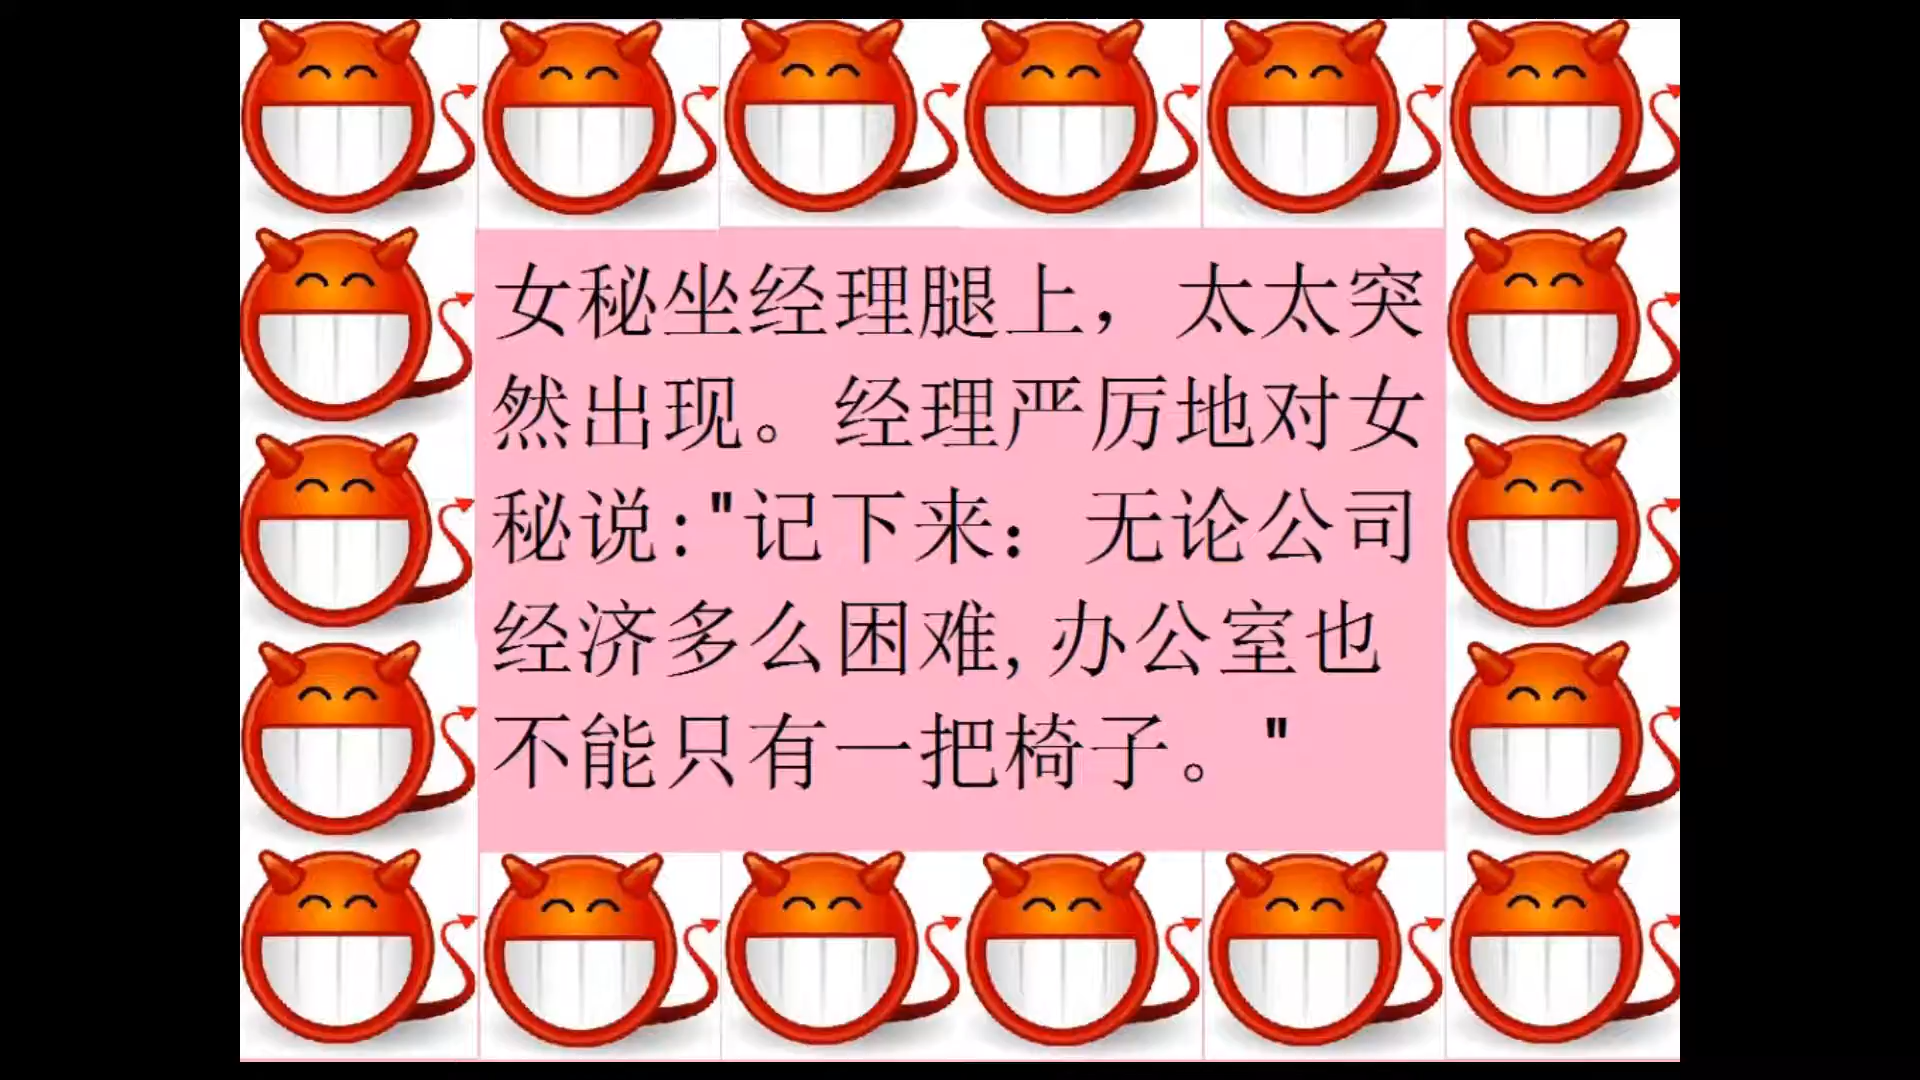 女秘坐经理腿上，太太突
然出现。经理严厉地对女
秘说:"记下来：无论公司
经济多么困难,办公室也
不能只有一把椅子。"